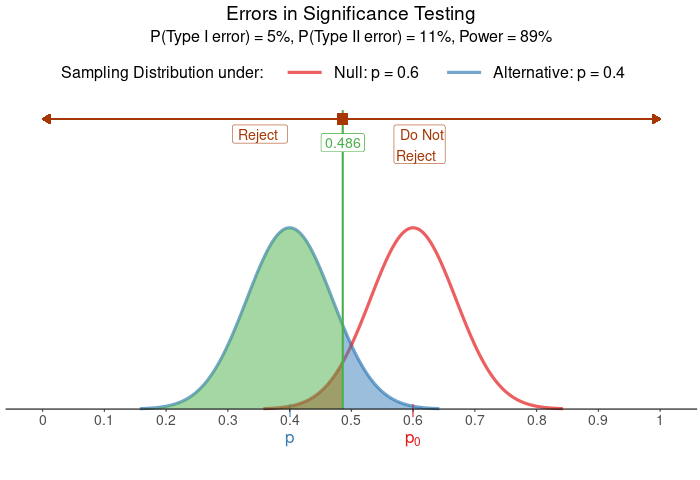 Errors in Significance Testing
P(Type I error) = 5%, P(Type II error) = 11%, Power = 89%
Sampling Distribution under: Null: p = 0.6 Alternative: p = 0.4
Reject
0.486
Do Not
Reject
0 0.1 0.2 0.3 0.4 0.5 0.6 0.7 0.8 0.9 1
p p₀